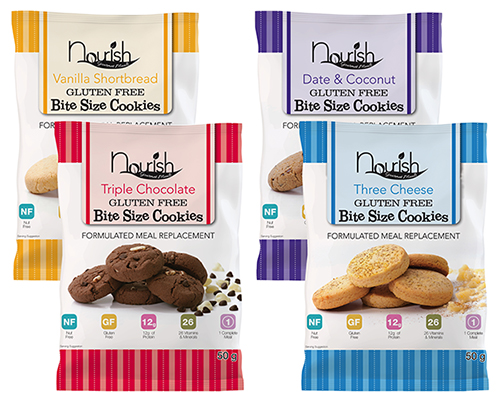 Nourish
Vanilla Shortbread
GLUTEN FREE
Bite Size Cookies
NF
Nut
Free
Nourish
Date & Coconut
GLUTEN FREE
Bite Size Cookies
NF
Nut
Free
Nourish
Triple Chocolate
GLUTEN FREE
Bite Size Cookies
FORMULATED MEAL REPLACEMENT
NF
Nut
Free
GF
Gluten
Free
12g
12g of
Protein
26
26 Vitamins
& Minerals
1
1 Complete
Meal
50 g
Nourish
Three Cheese
GLUTEN FREE
Bite Size Cookies
FORMULATED MEAL REPLACEMENT
NF
Nut
Free
GF
Gluten
Free
12g
12g of
Protein
26
26 Vitamins
& Minerals
1
1 Complete
Meal
50 g